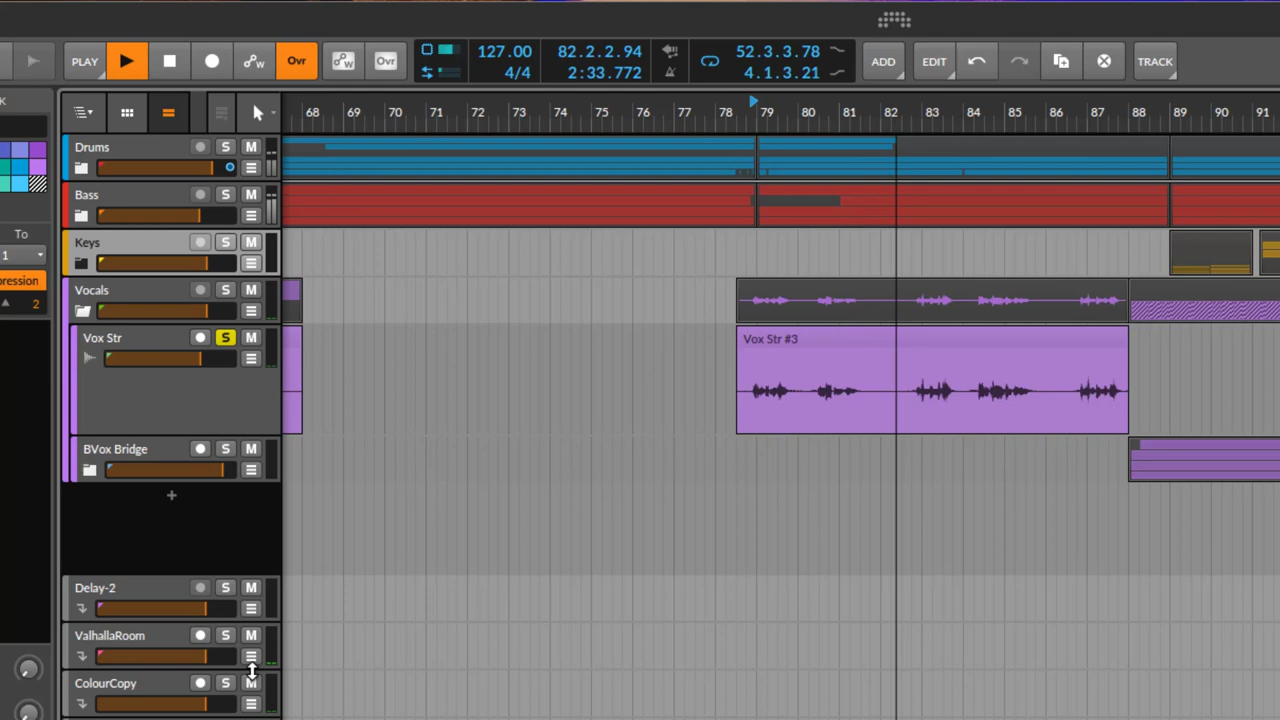 PLAY Ovr Ovr 127.00 82.2.2.94 52.3.3.78 ADD EDIT TRACK
4/4 2:33.772 4.1.3.21
K
68 69 70 71 72 73 74 75 76 77 78 79 80 81 82 83 84 85 86 87 88 89 90 91
Drums S M
Bass S M
To
Keys S M
1
pression
Vocals S M
2
Vox Str S M
Vox Str #3
BVox Bridge S M
+
Delay-2 S M
ValhallaRoom S M
ColourCopy S M